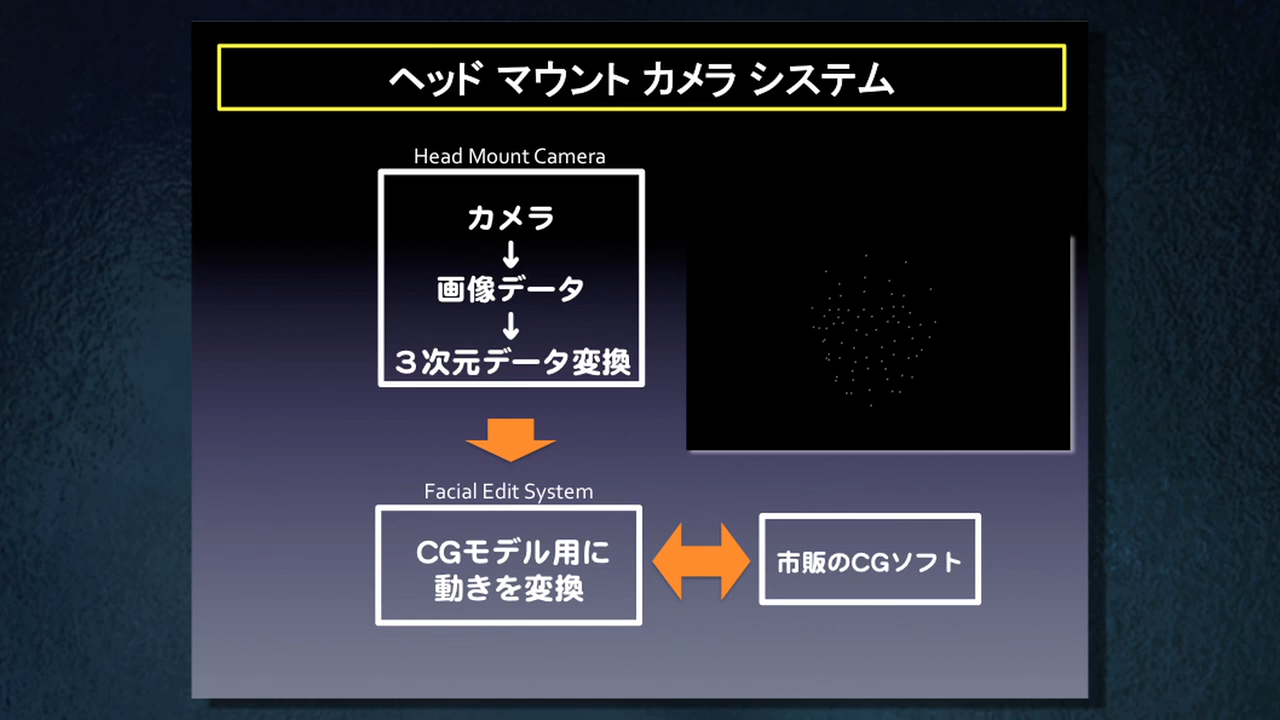 ヘッド マウント カメラ システム
Head Mount Camera
カメラ
↓
画像データ
↓
３次元データ変換
Facial Edit System
CGモデル用に
動きを変換
市販のCGソフト